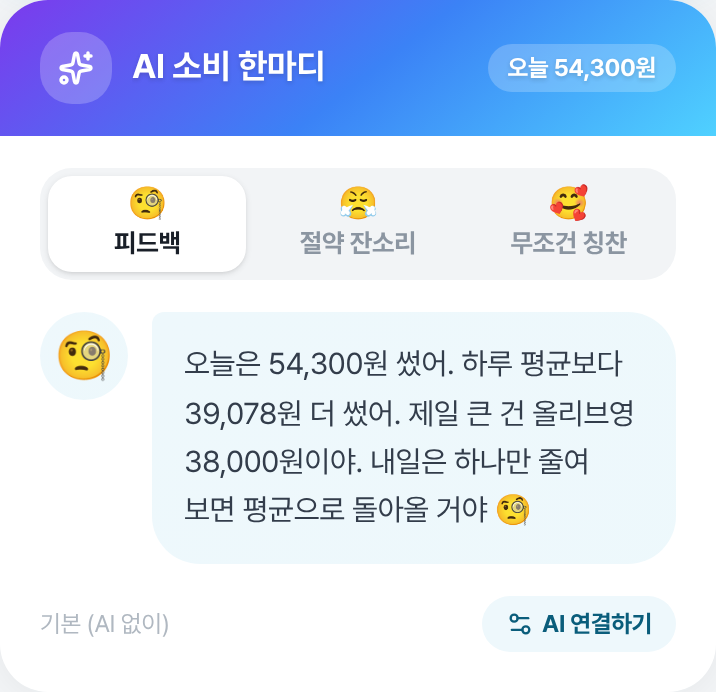 AI 소비 한마디
오늘 54,300원
피드백
절약 잔소리
무조건 칭찬
오늘은 54,300원 썼어. 하루 평균보다
39,078원 더 썼어. 제일 큰 건 올리브영
38,000원이야. 내일은 하나만 줄여
보면 평균으로 돌아올 거야 🧐
기본 (AI 없이)
AI 연결하기